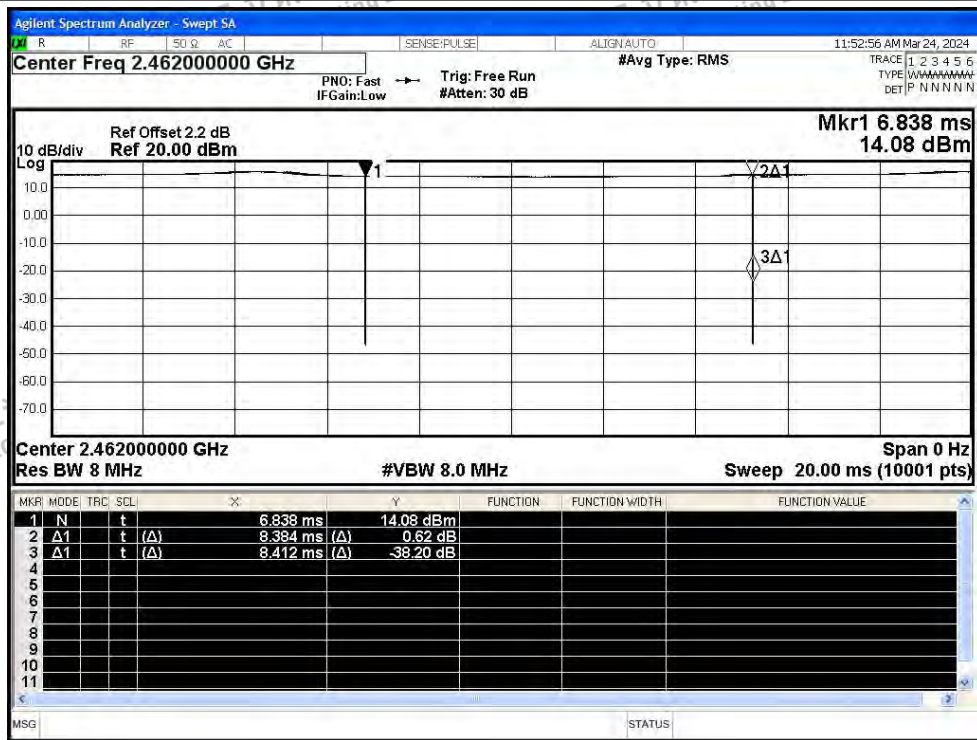 Agilent Spectrum Analyzer - Swept SA
R RF 50 Ω AC SENSE:PULSE ALIGN AUTO 11:52:56 AM Mar 24, 2024
Center Freq 2.462000000 GHz
#Avg Type: RMS
TRACE 1 2 3 4 5 6
PNO: Fast Trig: Free Run
TYPE WWWWWW
IFGain:Low #Atten: 30 dB
DET P N N N N N
Mkr1 6.838 ms
Ref Offset 2.2 dB
10 dB/div Ref 20.00 dBm 14.08 dBm
Log
1
2Δ1
10.0
0.00
-10.0
3Δ1
-20.0
-30.0
-40.0
-50.0
-60.0
-70.0
Center 2.462000000 GHz Span 0 Hz
Res BW 8 MHz #VBW 8.0 MHz Sweep 20.00 ms (10001 pts)
MKR MODE TRC SCL X Y FUNCTION FUNCTION WIDTH FUNCTION VALUE
1 N t 6.838 ms 14.08 dBm
2 Δ1 t (Δ) 8.384 ms (Δ) 0.62 dB
3 Δ1 t (Δ) 8.412 ms (Δ) -38.20 dB
4
5
6
7
8
9
10
11
MSG STATUS